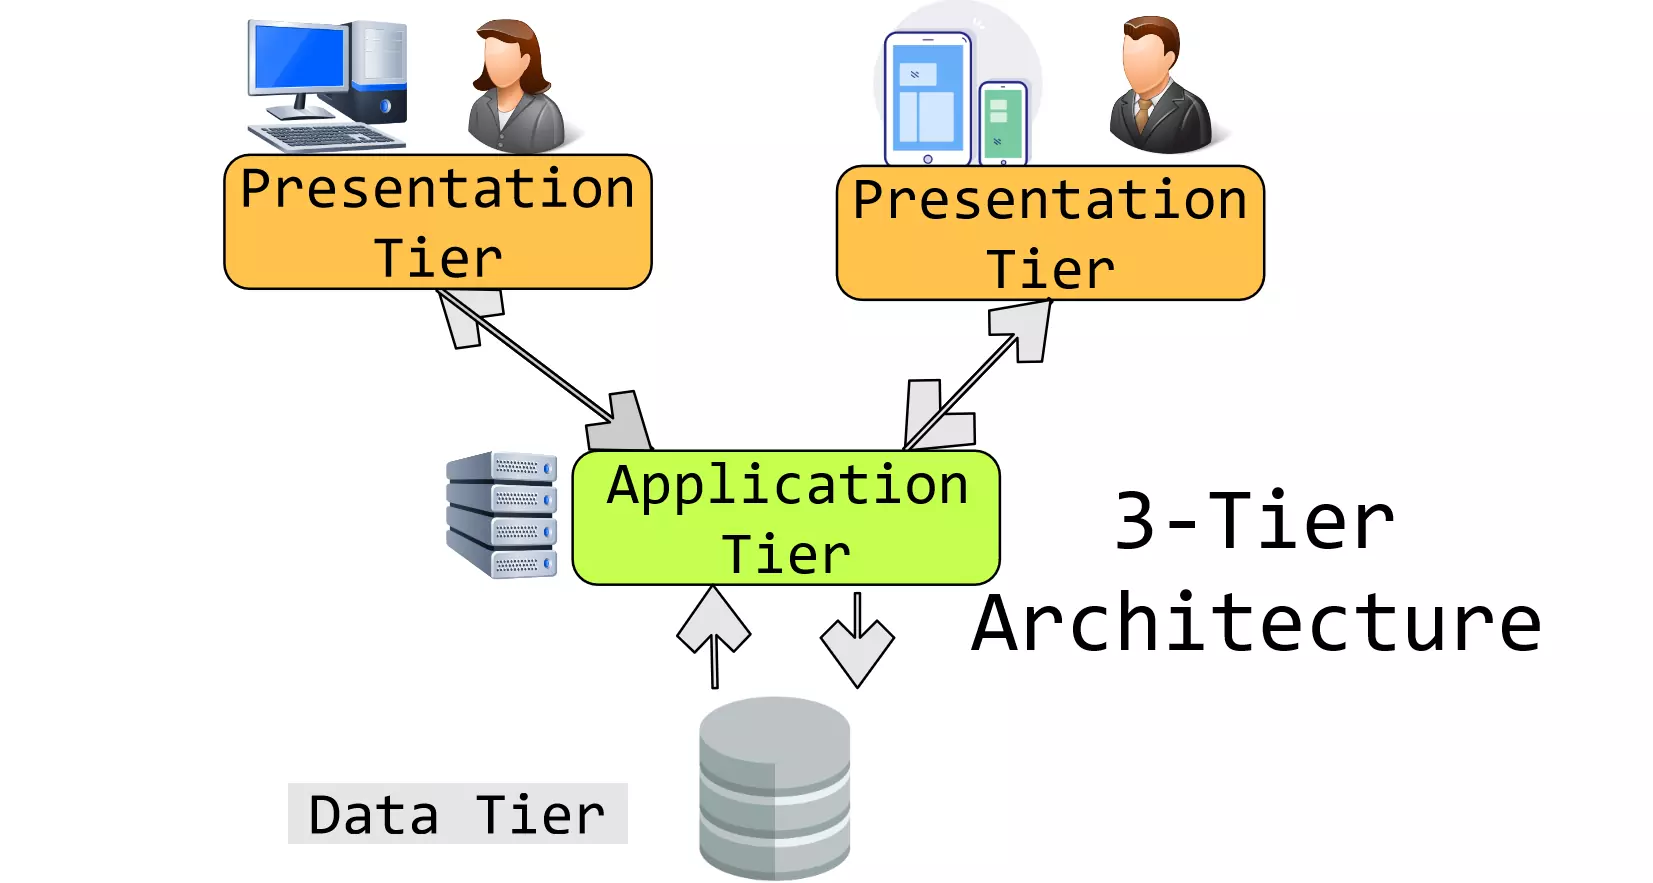 Presentation
Tier
Presentation
Tier
Application
Tier
3-Tier
Architecture
Data Tier